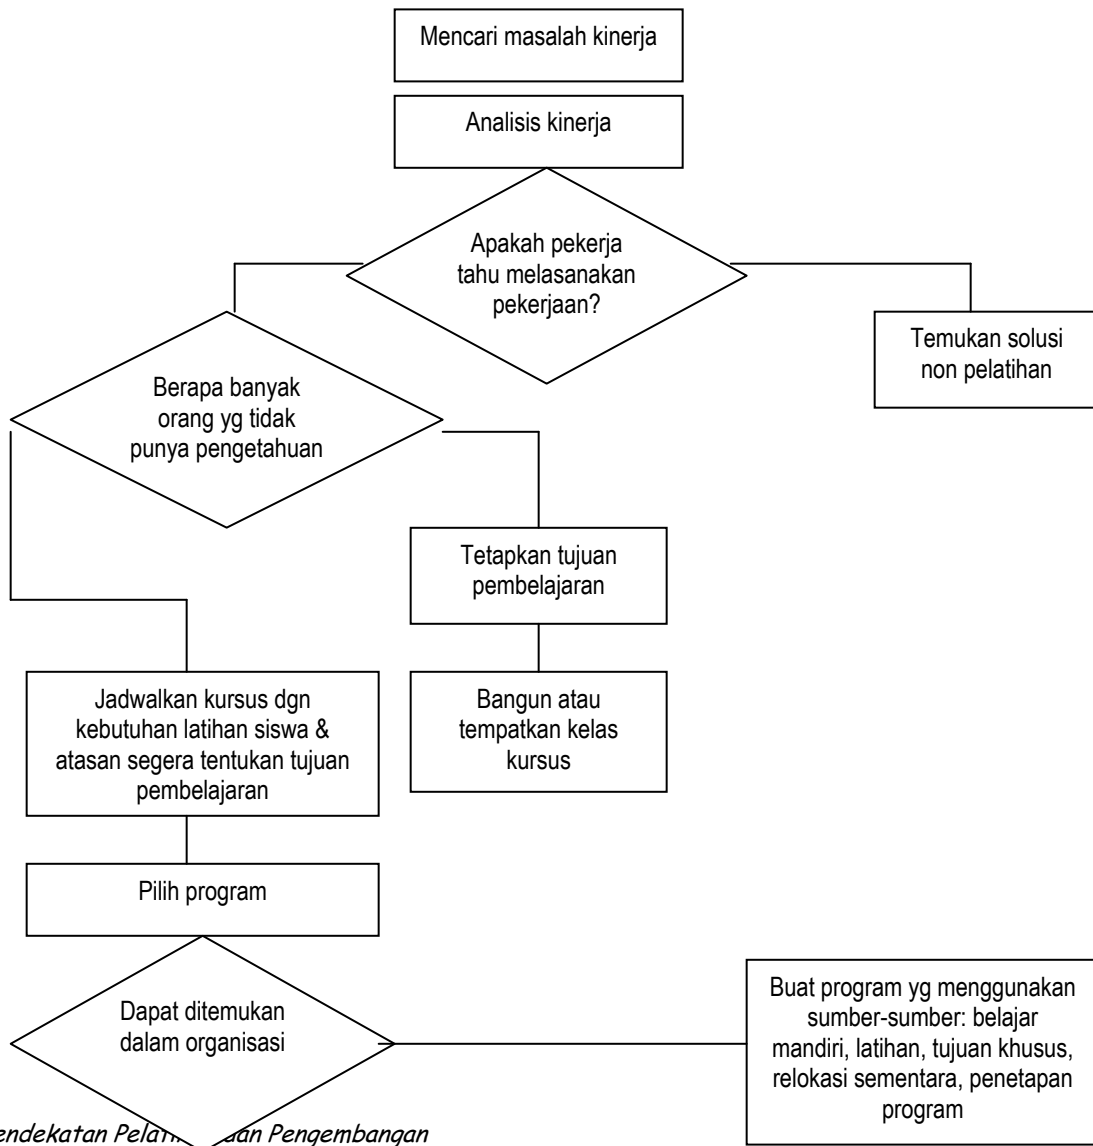 Mencari masalah kinerja
Analisis kinerja
Apakah pekerja
tahu melasanakan
pekerjaan?
Temukan solusi
non pelatihan
Berapa banyak
orang yg tidak
punya pengetahuan
Tetapkan tujuan
pembelajaran
Jadwalkan kursus dgn
kebutuhan latihan siswa &
atasan segera tentukan tujuan
pembelajaran
Bangun atau
tempatkan kelas
kursus
Pilih program
Dapat ditemukan
dalam organisasi
Buat program yg menggunakan
sumber-sumber: belajar
mandiri, latihan, tujuan khusus,
relokasi sementara, penetapan
program
Pengembangan